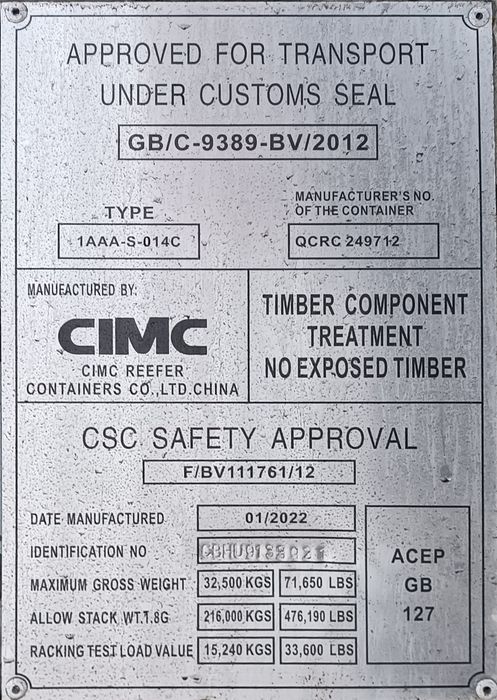 APPROVED FOR TRANSPORT
UNDER CUSTOMS SEAL
GB/C-9389-BV/2012
TYPE
1AAA-S-014C
MANUFACTURER'S NO.
OF THE CONTAINER
QCRC 249712
MANUFACTURED BY:
CIMC
CIMC REEFER
CONTAINERS CO.,LTD.CHINA
TIMBER COMPONENT
TREATMENT
NO EXPOSED TIMBER
CSC SAFETY APPROVAL
F/BV111761/12
DATE MANUFACTURED 01/2022
IDENTIFICATION NO
MAXIMUM GROSS WEIGHT 32,500 KGS 71,650 LBS
ALLOW STACK WT.1.8G 216,000 KGS 476,190 LBS
RACKING TEST LOAD VALUE 15,240 KGS 33,600 LBS
ACEP
GB
127